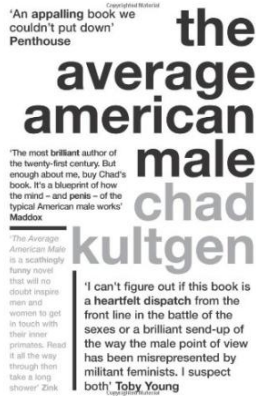 Copyrighted Material
'An appalling book we
couldn't put down'
Penthouse
the
average
american
male
'The most brilliant author of
the twenty-first century. But
enough about me, buy Chad's
book. It's a blueprint of how
the mind – and penis – of the
typical American male works'
Maddox
chad
kultgen
'The Average
American Male
is a scathingly
funny novel
that will no
doubt inspire
men and
women to get
in touch with
their inner
primates. Read
it all the way
through then
take a long
shower' Zink
'I can't figure out if this book is
a heartfelt dispatch from the
front line in the battle of the
sexes or a brilliant send-up of
the way the male point of view
has been misrepresented by
militant feminists. I suspect
both' Toby Young
Copyrighted Material